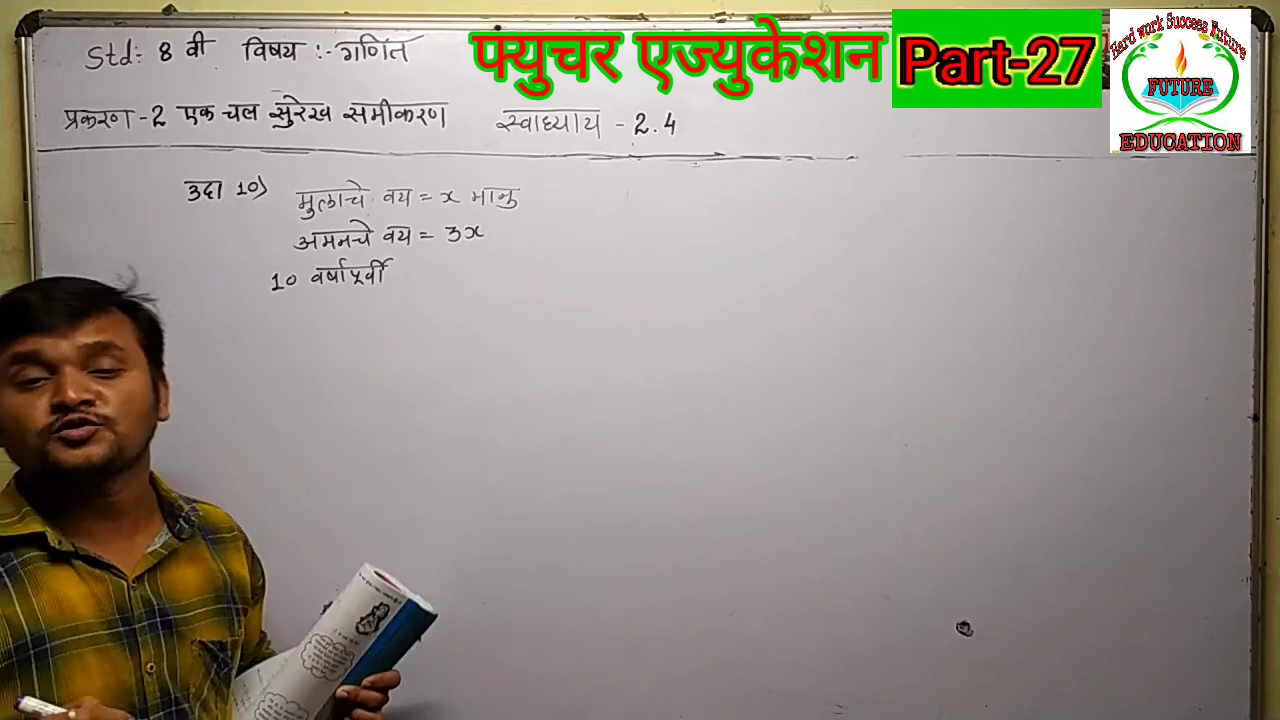 Std:- 8 वी विषय :- गणित
फ्युचर एज्युकेशन Part-27
Hard work Success Future
FUTURE
EDUCATION
प्रकरण -2 एक चल सुरेख समीकरण स्वाध्याय - 2.4
उदा 10) मुलाचे वय = x मानु
अमनचे वय = 3x
10 वर्षापूर्वी